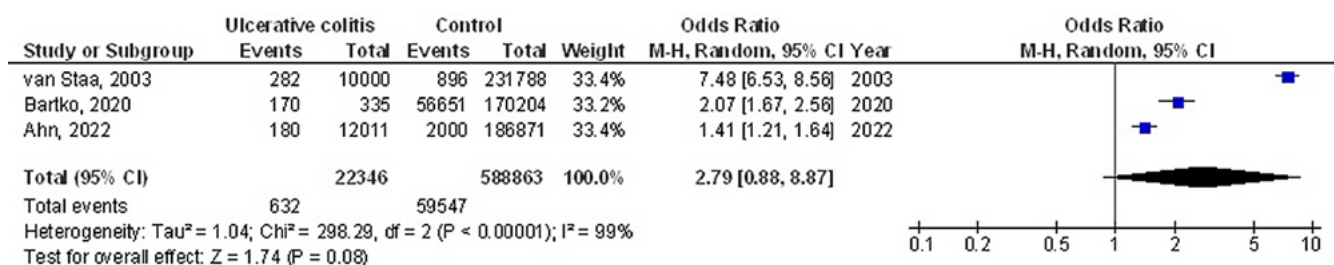 Ulcerative colitis Control Odds Ratio Odds Ratio
Study or Subgroup Events Total Events Total Weight M-H, Random, 95% CI Year M-H, Random, 95% CI
van Staa, 2003 282 10000 896 231788 33.4% 7.48 [6.53, 8.56] 2003
Bartko, 2020 170 335 56651 170204 33.2% 2.07 [1.67, 2.56] 2020
Ahn, 2022 180 12011 2000 186871 33.4% 1.41 [1.21, 1.64] 2022
Total (95% CI) 22346 588863 100.0% 2.79 [0.88, 8.87]
Total events 632 59547
Heterogeneity: Tau² = 1.04; Chi² = 298.29, df = 2 (P < 0.00001); I² = 99%
Test for overall effect: Z = 1.74 (P = 0.08)
0.1 0.2 0.5 1 2 5 10